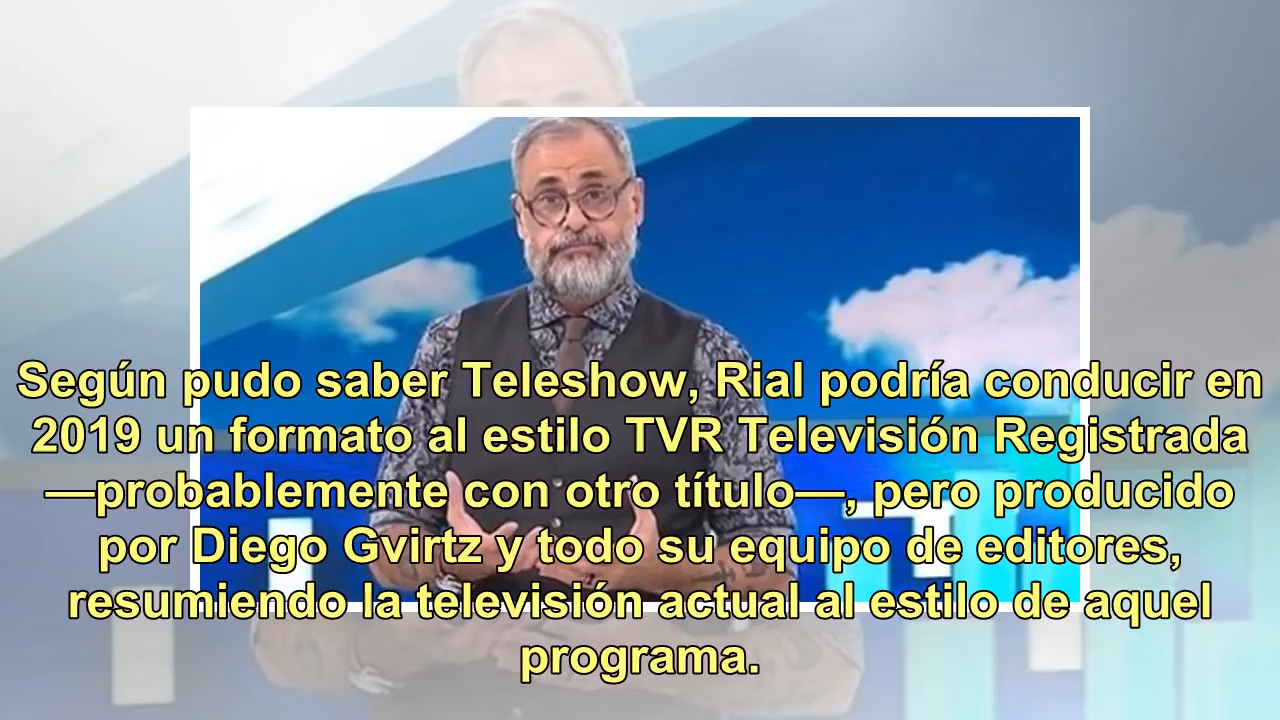 Según pudo saber Teleshow, Rial podría conducir en
2019 un formato al estilo TVR Televisión Registrada
—probablemente con otro título—, pero producido
por Diego Gvirtz y todo su equipo de editores,
resumiendo la televisión actual al estilo de aquel
programa.